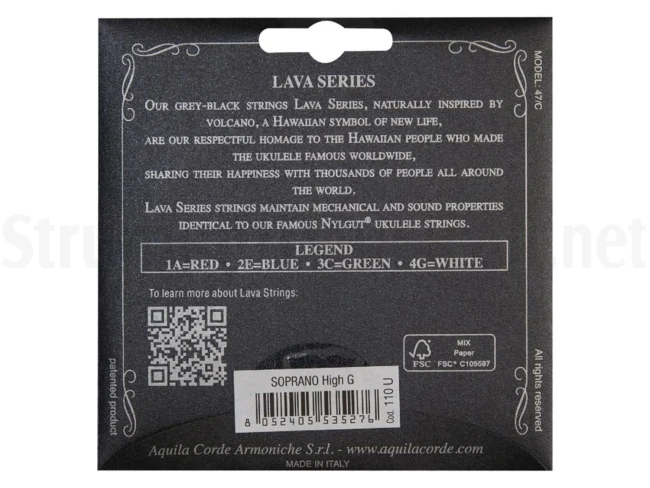 LAVA SERIES
OUR GREY-BLACK STRINGS LAVA SERIES, NATURALLY INSPIRED BY
VOLCANO, A HAWAIIAN SYMBOL OF NEW LIFE,
ARE OUR RESPECTFUL HOMAGE TO THE HAWAIIAN PEOPLE WHO MADE
THE UKULELE FAMOUS WORLDWIDE,
SHARING THEIR HAPPINESS WITH THOUSANDS OF PEOPLE ALL AROUND
THE WORLD.
LAVA SERIES STRINGS MAINTAIN MECHANICAL AND SOUND PROPERTIES
IDENTICAL TO OUR FAMOUS NYLGUT® UKULELE STRINGS.
LEGEND
1A=RED • 2E=BLUE • 3C=GREEN • 4G=WHITE
To learn more about Lava Strings:
MIX
Paper
FSC FSC® C105597
SOPRANO High G
8 052405 535276
Cod. 110 U
Aquila Corde Armoniche S.r.l. - www.aquilacorde.com
MADE IN ITALY
MODEL: 47/C
All rights reserved
patented product
.net